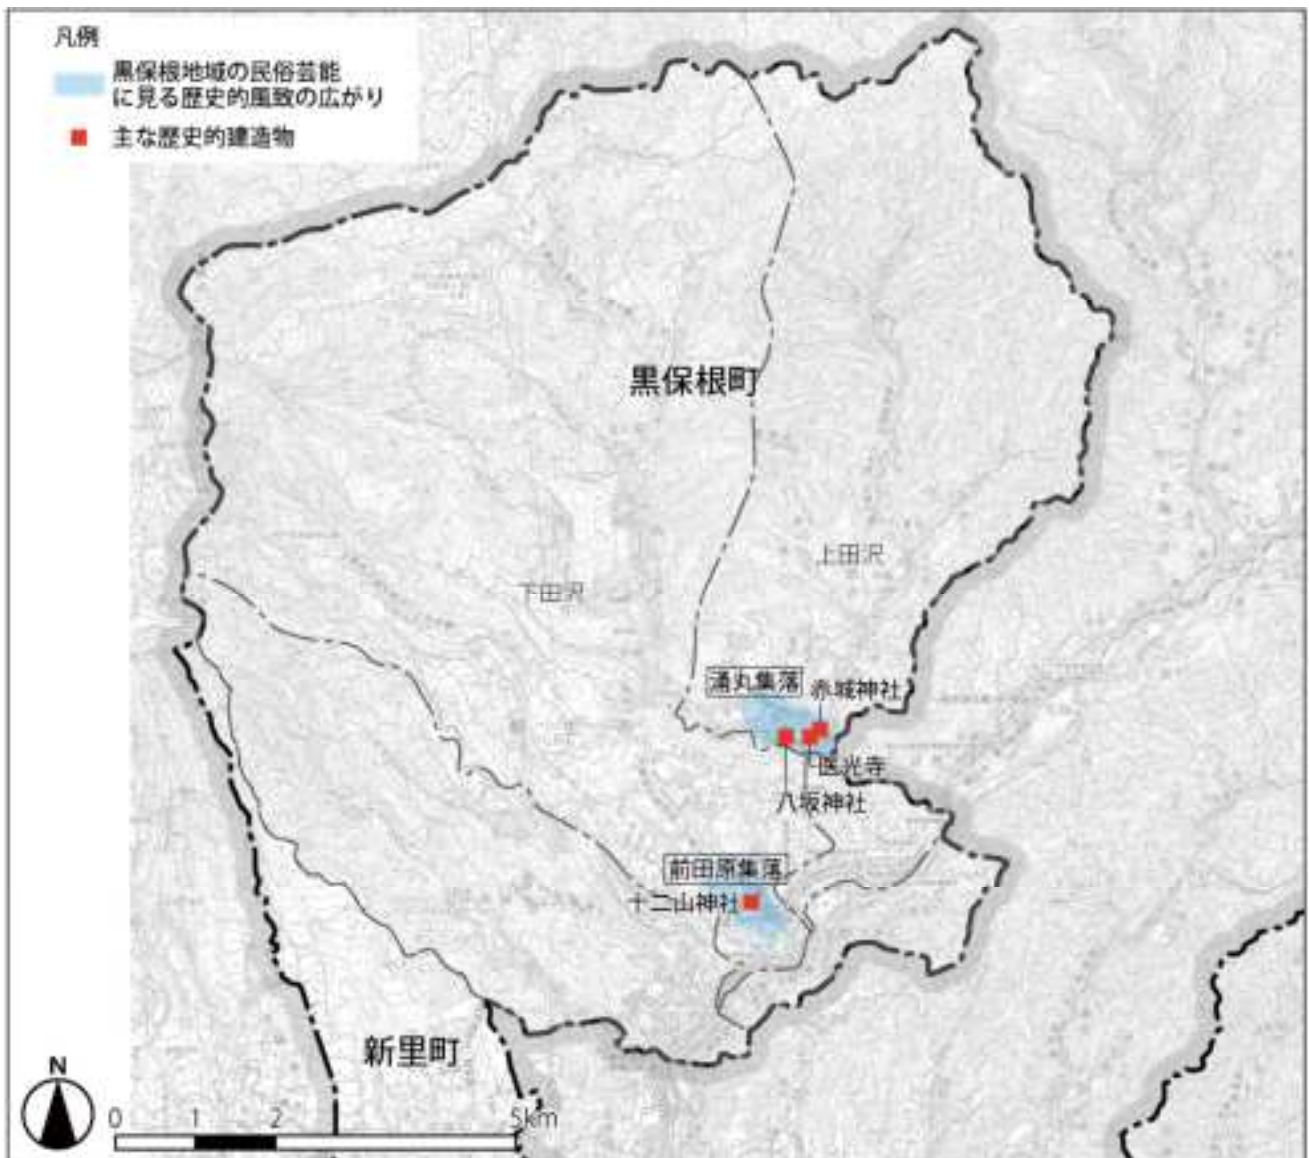 凡例
黒保根地域の民俗芸能
に見る歴史的風致の広がり
主な歴史的建造物
黒保根町
上田沢
下田沢
涌丸集落
赤城神社
医光寺
八坂神社
前田原集落
十二山神社
新里町
N
0 1 2 5km